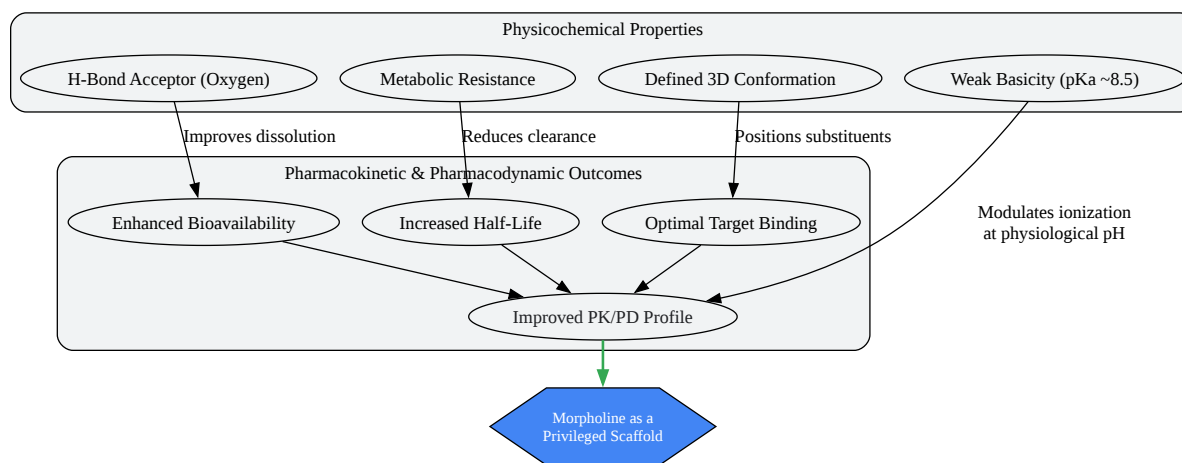 Physicochemical Properties
H-Bond Acceptor (Oxygen)
Metabolic Resistance
Defined 3D Conformation
Weak Basicity (pKa ~8.5)
Improves dissolution
Reduces clearance
Positions substituents
Pharmacokinetic & Pharmacodynamic Outcomes
Enhanced Bioavailability
Increased Half-Life
Optimal Target Binding
Modulates ionization
at physiological pH
Improved PK/PD Profile
Morpholine as a
Privileged Scaffold